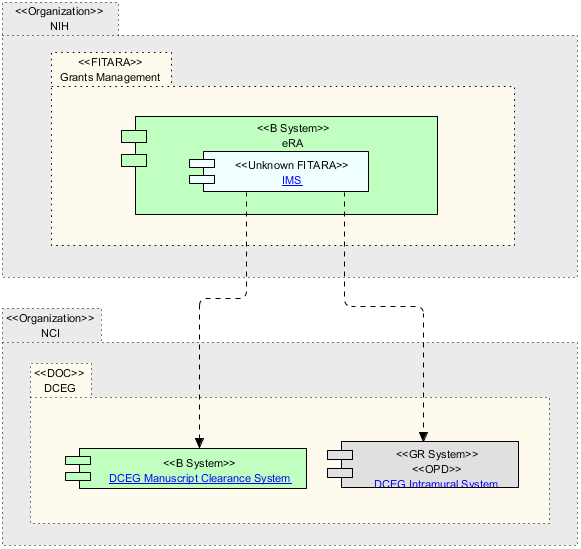 <<Organization>>
NIH
<<FITARA>>
Grants Management
<<B System>>
eRA
<<Unknown FITARA>>
IMS
<<Organization>>
NCI
<<DOC>>
DCEG
<<B System>>
DCEG Manuscript Clearance System
<<GR System>>
<<OPD>>
DCEG Intramural System